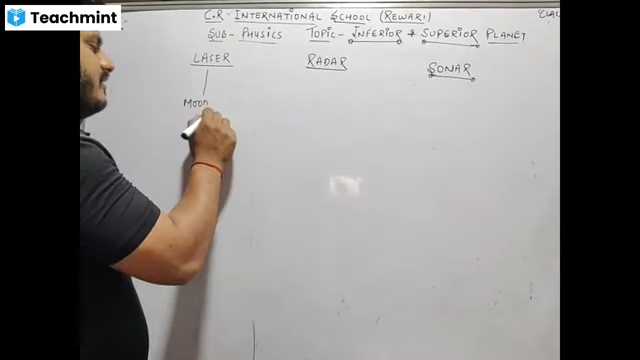 Teachmint
C.R- INTERNATIONAL SCHOOL (REWARI)
SUB- PHYSICS TOPIC- INFERIOR & SUPERIOR PLANET
LASER RADAR SONAR
Moon